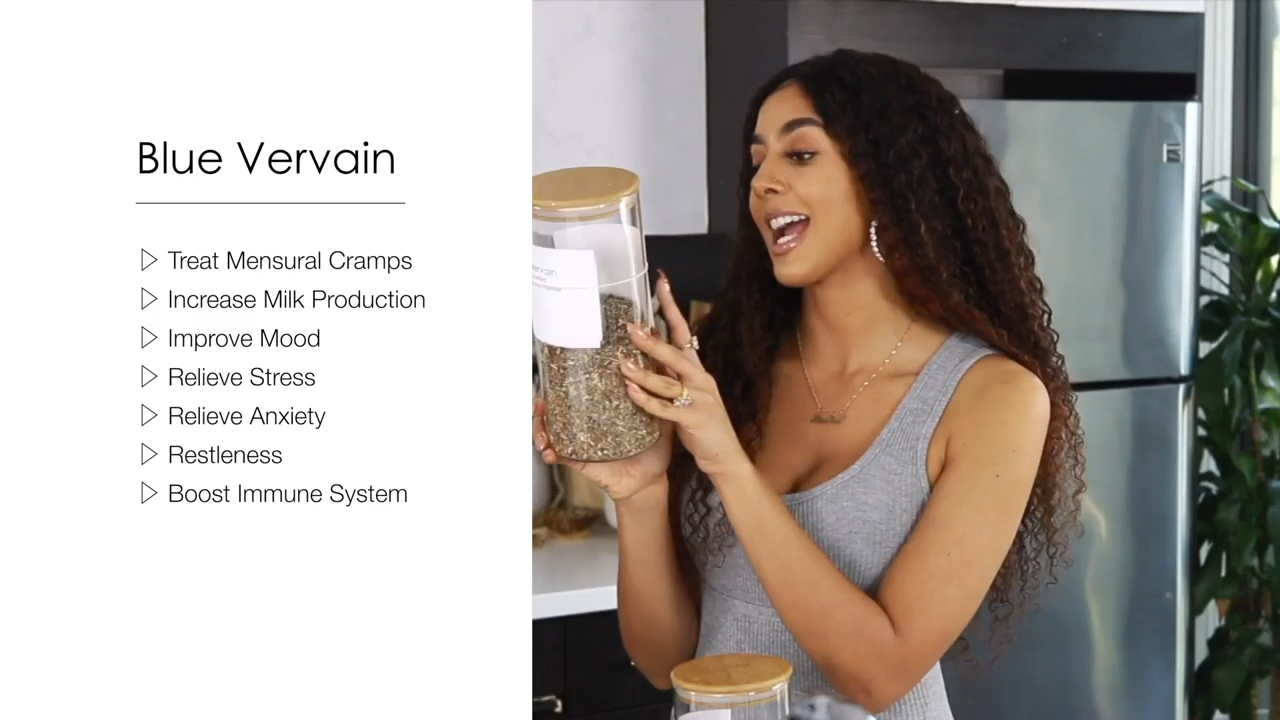 Blue Vervain
Treat Mensural Cramps
Increase Milk Production
Improve Mood
Relieve Stress
Relieve Anxiety
Restleness
Boost Immune System